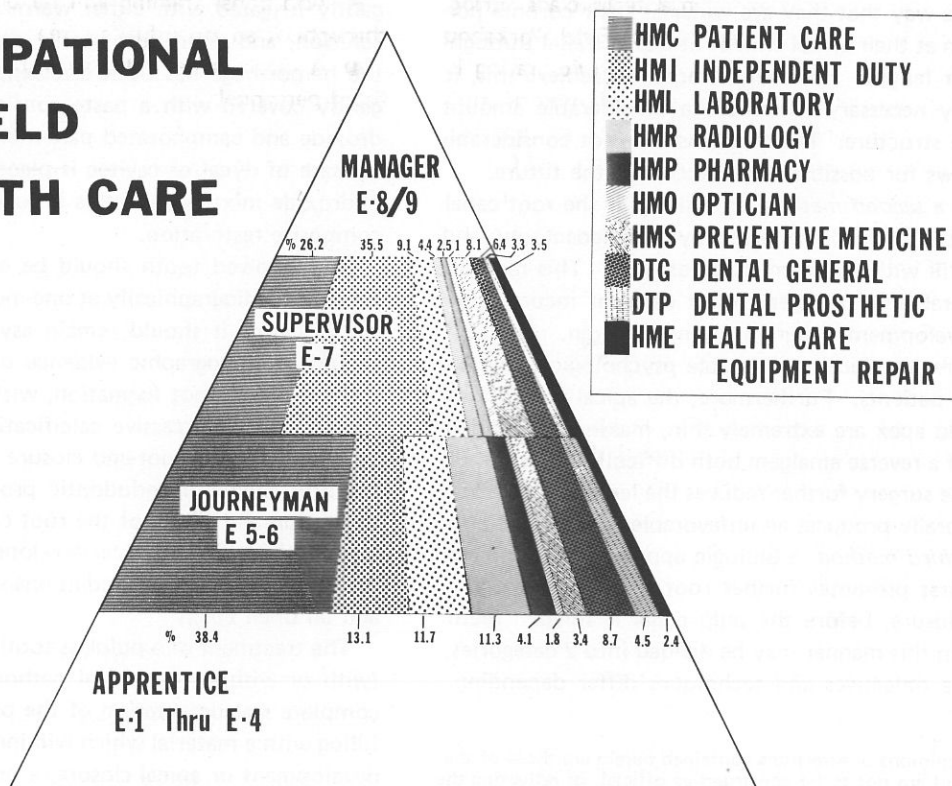 PATIONAL
ELD
TH CARE
MANAGER
E·8/9
% 26.2 35.5 9.1 4.4 2.5 1 8.1 6.4 3.3 3.5
SUPERVISOR
E-7
JOURNEYMAN
E 5-6
% 38.4 13.1 11.7 11.3 4.1 1.8 3.4 8.7 4.5 2.4
APPRENTICE
E·1 Thru E·4
HMC PATIENT CARE
HMI INDEPENDENT DUTY
HML LABORATORY
HMR RADIOLOGY
HMP PHARMACY
HMO OPTICIAN
HMS PREVENTIVE MEDICINE
DTG DENTAL GENERAL
DTP DENTAL PROSTHETIC
HME HEALTH CARE
EQUIPMENT REPAIR